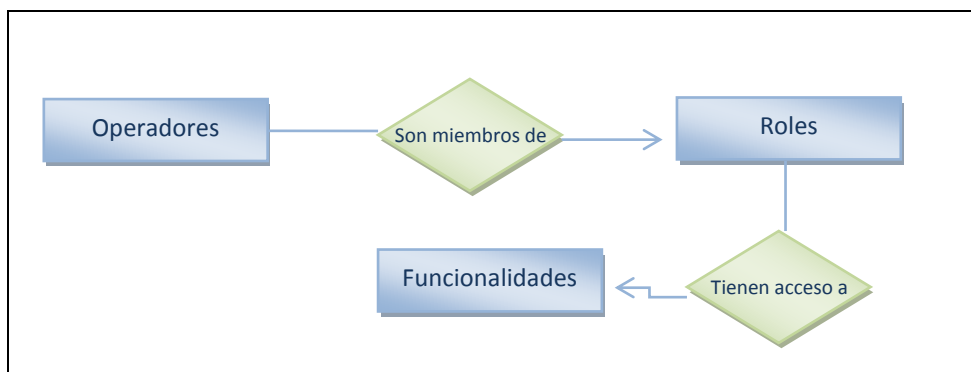 Operadores
Son miembros de
Roles
Funcionalidades
Tienen acceso a